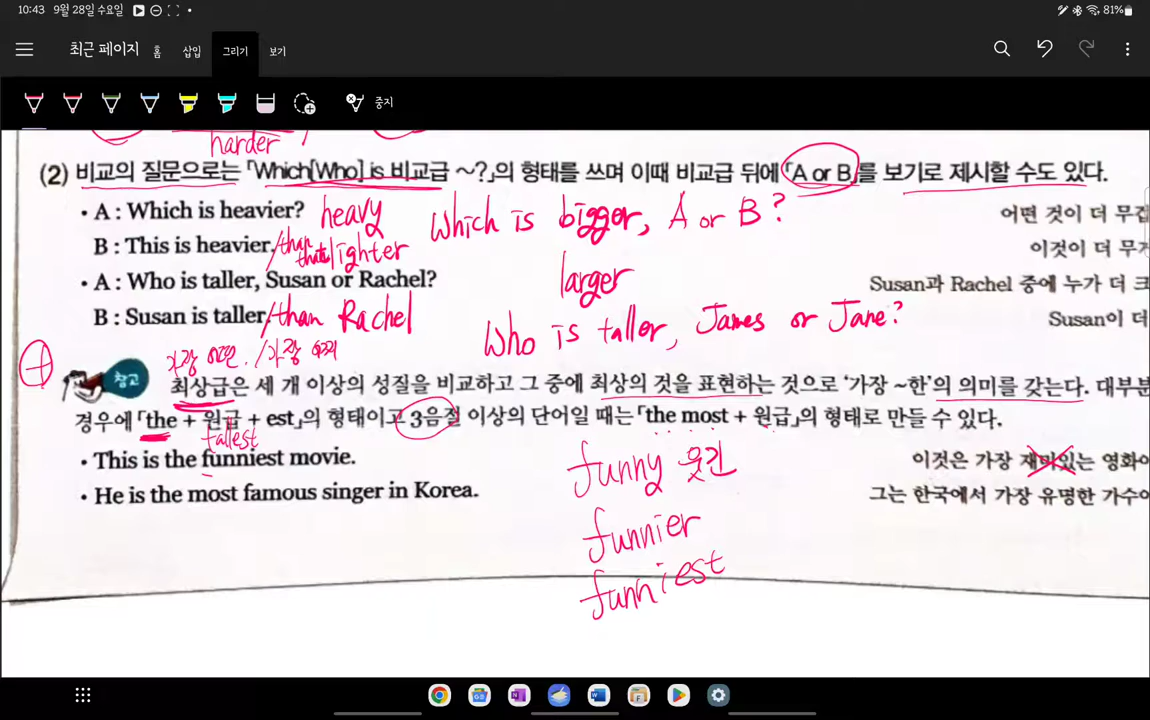 10:43 9월 28일 수요일 81%
최근 페이지 홈 삽입 그리기 보기
중지
harder
(2) 비교의 질문으로는 「Which[Who] is 비교급 ~?」의 형태를 쓰며 이때 비교급 뒤에 「A or B」를 보기로 제시할 수도 있다.
• A : Which is heavier? heavy which is bigger, A or B? 어떤 것이 더 무겁
B : This is heavier. /than that lighter 이것이 더 무거
• A : Who is taller, Susan or Rachel? larger Susan과 Rachel 중에 누가 더 크
B : Susan is taller. /than Rachel Who is taller, James or Jane? Susan이 더
가장 /가장
참고 최상급은 세 개 이상의 성질을 비교하고 그 중에 최상의 것을 표현하는 것으로 ‘가장 ~한’의 의미를 갖는다. 대부분
경우에 「the + 원급 + est」의 형태이고 3음절 이상의 단어일 때는 「the most + 원급」의 형태로 만들 수 있다.
tallest
• This is the funniest movie. funny 웃긴 이것은 가장 재미있는 영화이
• He is the most famous singer in Korea. 그는 한국에서 가장 유명한 가수이
funnier
funniest